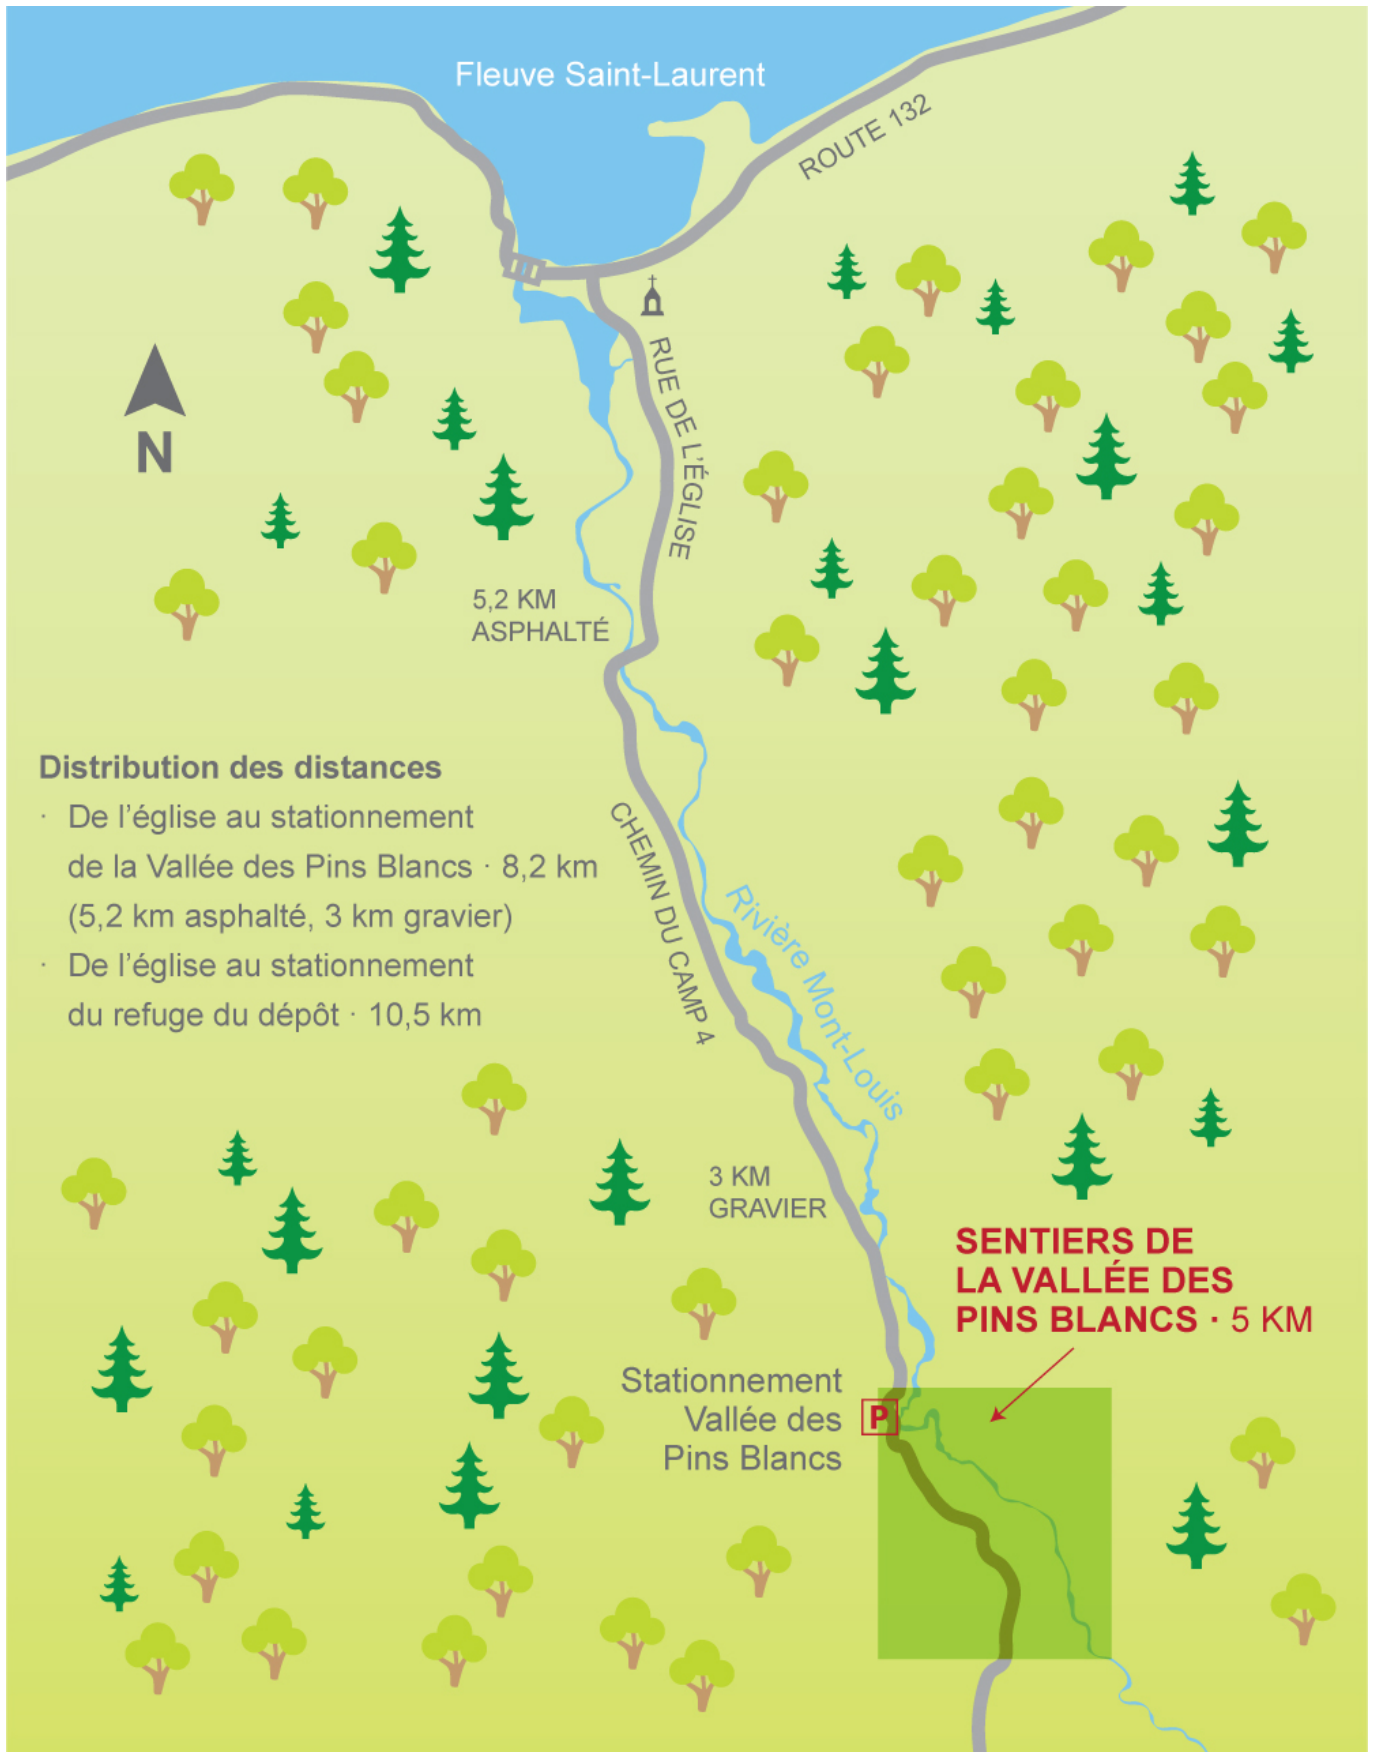 Fleuve Saint-Laurent
ROUTE 132
RUE DE L'ÉGLISE
N
5,2 KM
ASPHALTÉ
Distribution des distances
· De l'église au stationnement
de la Vallée des Pins Blancs · 8,2 km
(5,2 km asphalté, 3 km gravier)
· De l'église au stationnement
du refuge du dépôt · 10,5 km
CHEMIN DU CAMP 4
Rivière Mont-Louis
3 KM
GRAVIER
SENTIERS DE
LA VALLÉE DES
PINS BLANCS · 5 KM
Stationnement
Vallée des
Pins Blancs
P